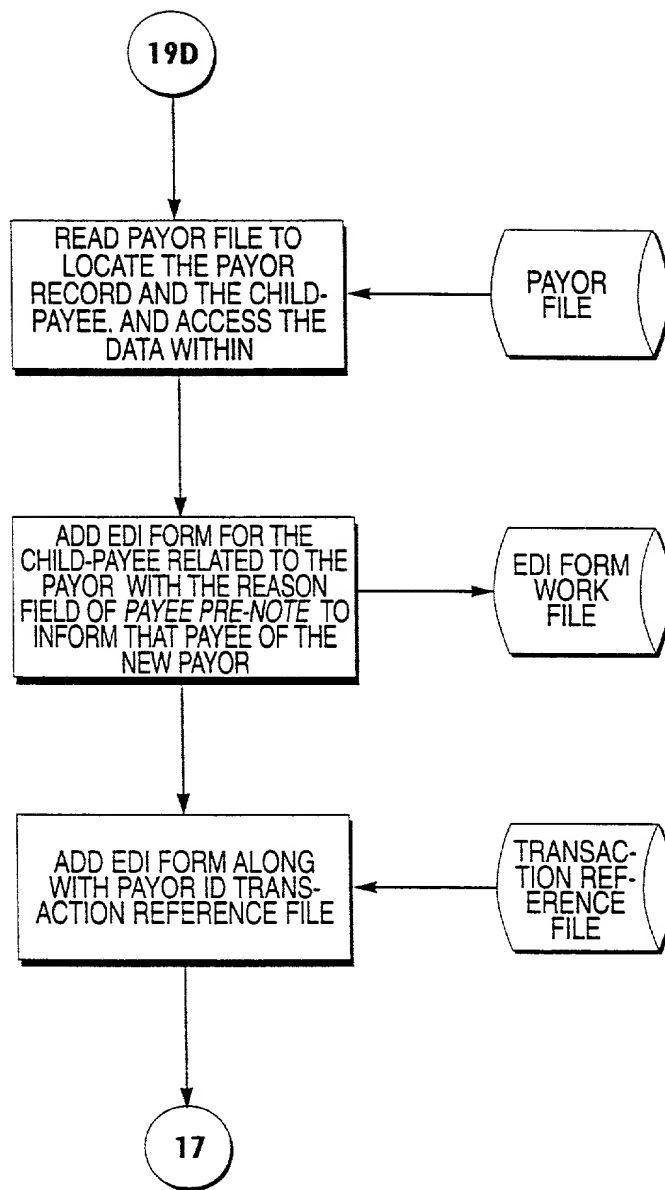 19D
READ PAYOR FILE TO
LOCATE THE PAYOR
RECORD AND THE CHILD-
PAYEE. AND ACCESS THE
DATA WITHIN
PAYOR
FILE
ADD EDI FORM FOR THE
CHILD-PAYEE RELATED TO THE
PAYOR WITH THE REASON
FIELD OF PAYEE PRE-NOTE TO
INFORM THAT PAYEE OF THE
NEW PAYOR
EDI FORM
WORK
FILE
ADD EDI FORM ALONG
WITH PAYOR ID TRANS-
ACTION REFERENCE FILE
TRANSAC-
TION REF-
ERENCE
FILE
17